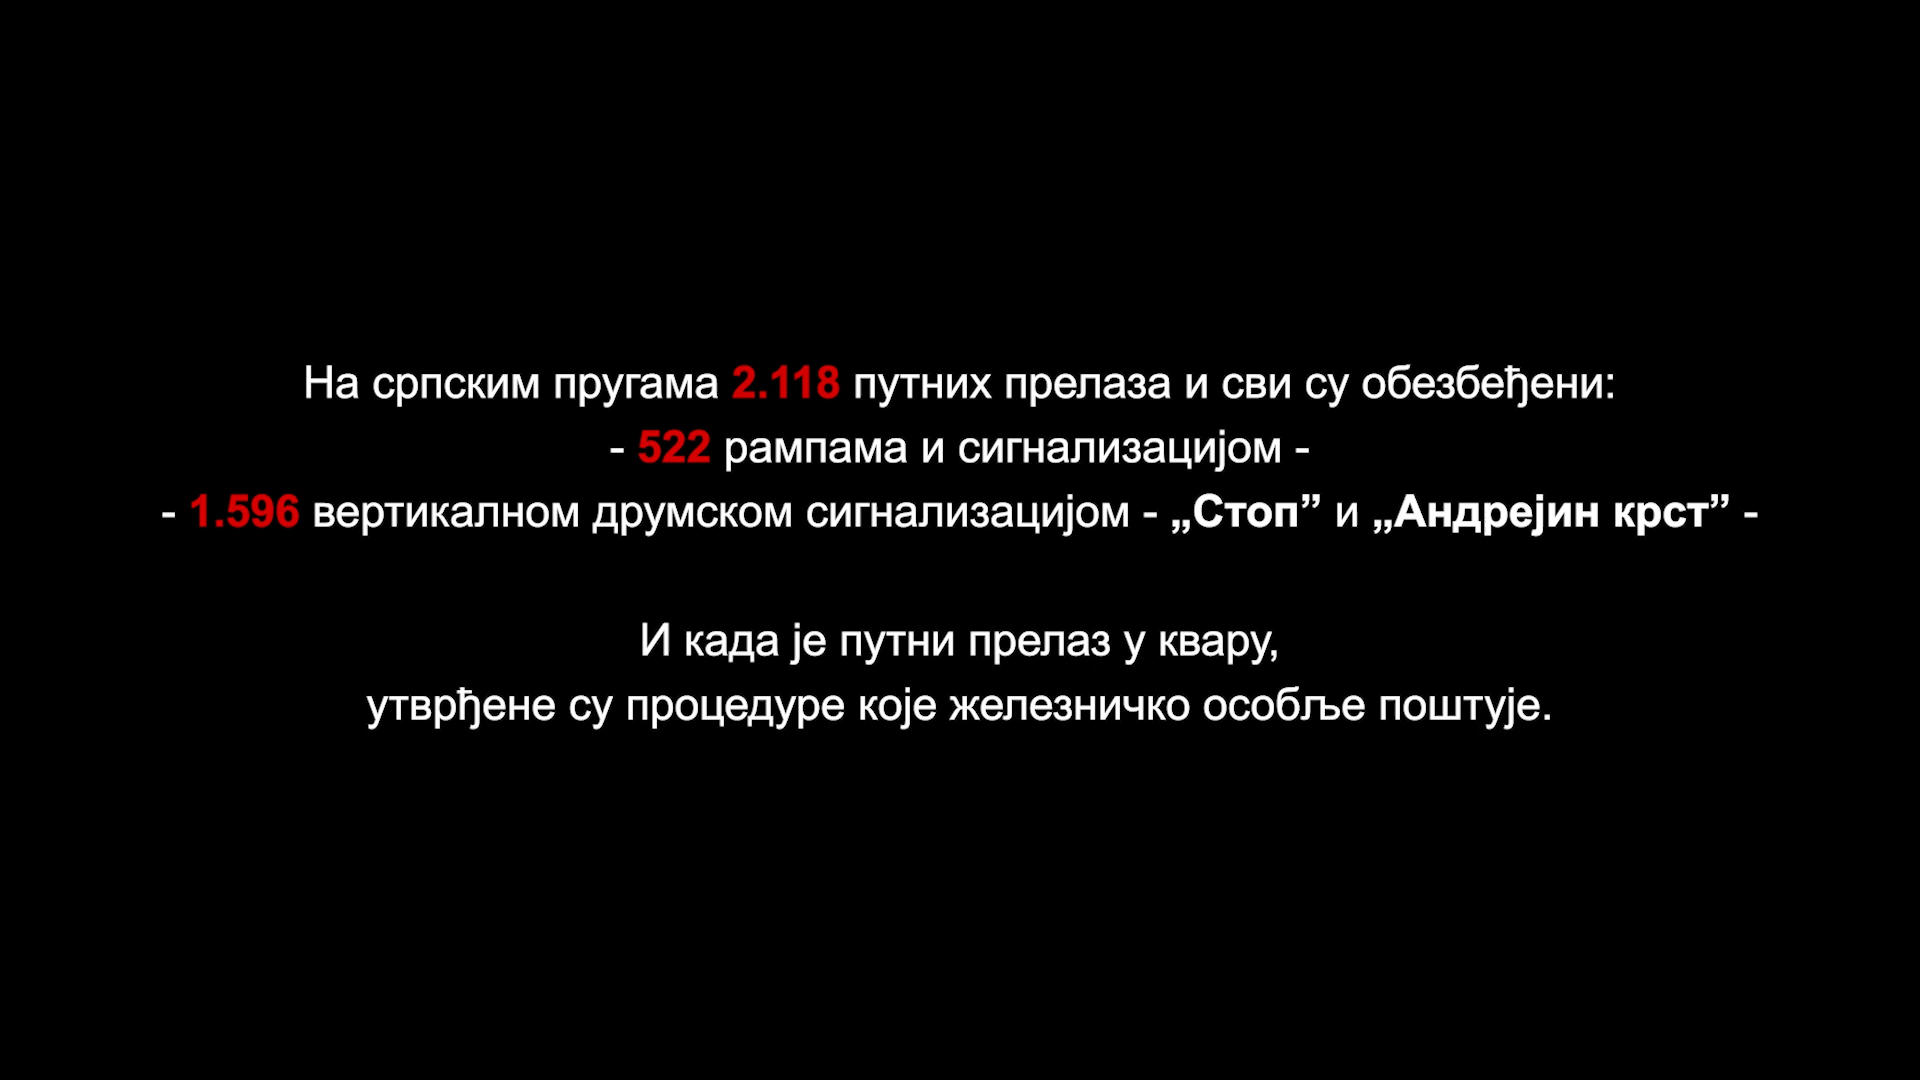 На српским пругама 2.118 путних прелаза и сви су обезбеђени:
- 522 рампама и сигнализацијом -
- 1.596 вертикалном друмском сигнализацијом - „Стоп” и „Андрејин крст” -
И када је путни прелаз у квару,
утврђене су процедуре које железничко особље поштује.